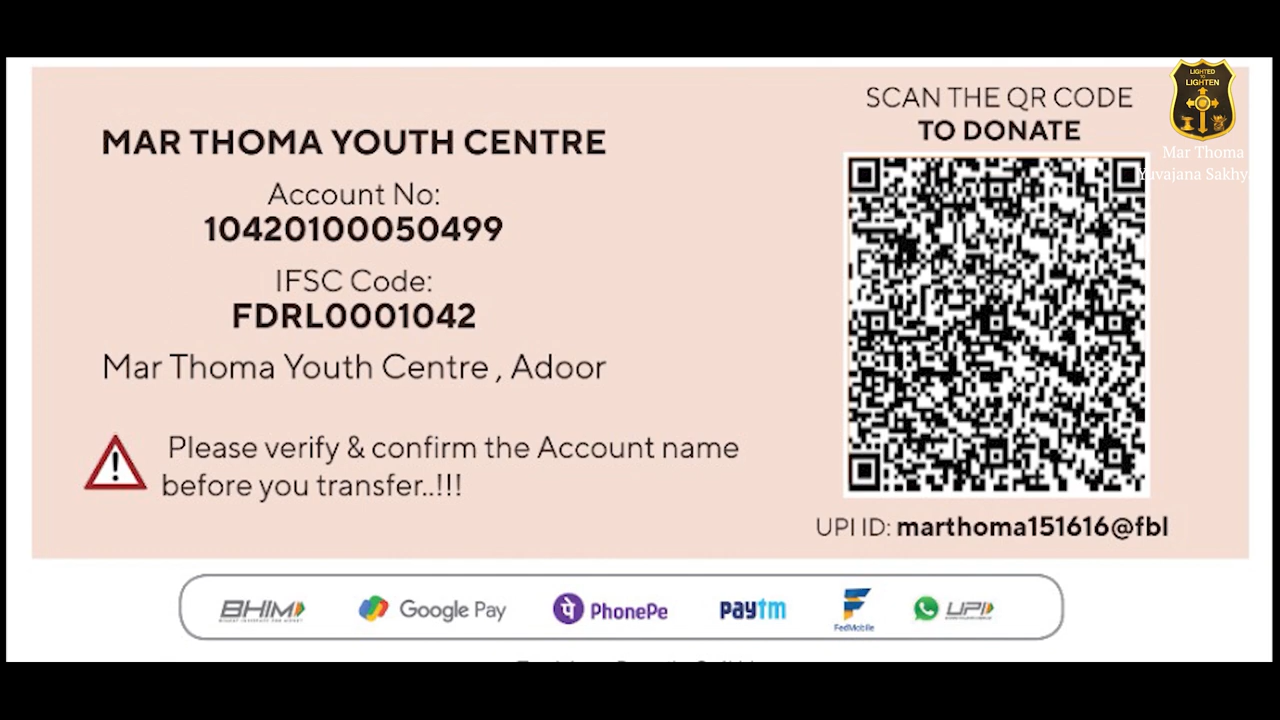 MAR THOMA YOUTH CENTRE
Account No:
10420100050499
IFSC Code:
FDRL0001042
Mar Thoma Youth Centre , Adoor
Please verify & confirm the Account name
before you transfer..!!!
SCAN THE QR CODE
TO DONATE
UPI ID: marthoma151616@fbl
LIGHTED
TO
LIGHTEN
Mar Thoma
Yuvajana Sakhy
BHIM
Google Pay
PhonePe
paytm
FedMobile
UPI